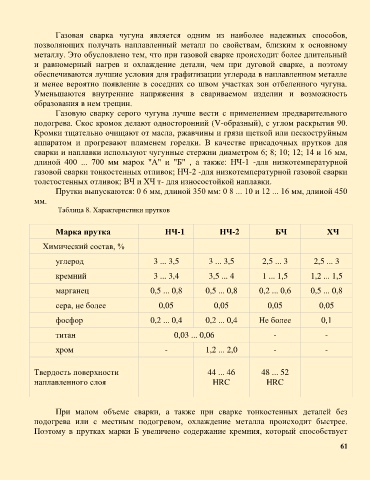 Газовая сварка чугуна является одним из наиболее надежных способов,
позволяющих получать наплавленный металл по свойствам, близким к основному
металлу. Это обусловлено тем, что при газовой сварке происходит более длительный
и равномерный нагрев и охлаждение детали, чем при дуговой сварке, а поэтому
обеспечиваются лучшие условия для графитизации углерода в наплавленном металле
и менее вероятно появление в соседних со швом участках зон отбеленного чугуна.
Уменьшаются внутренние напряжения в свариваемом изделии и возможность
образования в нем трещин.
Газовую сварку серого чугуна лучше вести с применением предварительного
подогрева. Скос кромок делают односторонний (V-образный), с углом раскрытия 90.
Кромки тщательно очищают от масла, ржавчины и грязи щеткой или пескоструйным
аппаратом и прогревают пламенем горелки. В качестве присадочных прутков для
сварки и наплавки используют чугунные стержни диаметром 6; 8; 10; 12; 14 и 16 мм,
длиной 400 ... 700 мм марок "А" и "Б" , а также: НЧ-1 -для низкотемпературной
газовой сварки тонкостенных отливок; НЧ-2 -для низкотемпературной газовой сварки
толстостенных отливок; ВЧ и ХЧ т- для износостойкой наплавки.
Прутки выпускаются: 0 6 мм, длиной 350 мм: 0 8 ... 10 и 12 ... 16 мм, длиной 450
мм.
Таблица 8. Характеристики прутков
Марка прутка НЧ-1 НЧ-2 БЧ ХЧ
Химический состав, %
углерод 3 ... 3,5 3 ... 3,5 2,5 ... 3 2,5 ... 3
кремний 3 ... 3,4 3,5 ... 4 1 ... 1,5 1,2 ... 1,5
марганец 0,5 ... 0,8 0,5 ... 0,8 0,2 ... 0,6 0,5 ... 0,8
сера, не более 0,05 0,05 0,05 0,05
фосфор 0,2 ... 0,4 0,2 ... 0,4 Не более 0,1
титан 0,03 ... 0,06 - -
хром - 1,2 ... 2,0 - -
Твердость поверхности 44 ... 46 48 ... 52
наплавленного слоя HRC HRC
При малом объеме сварки, а также при сварке тонкостенных деталей без
подогрева или с местным подогревом, охлаждение металла происходит быстрее.
Поэтому в прутках марки Б увеличено содержание кремния, который способствует
61